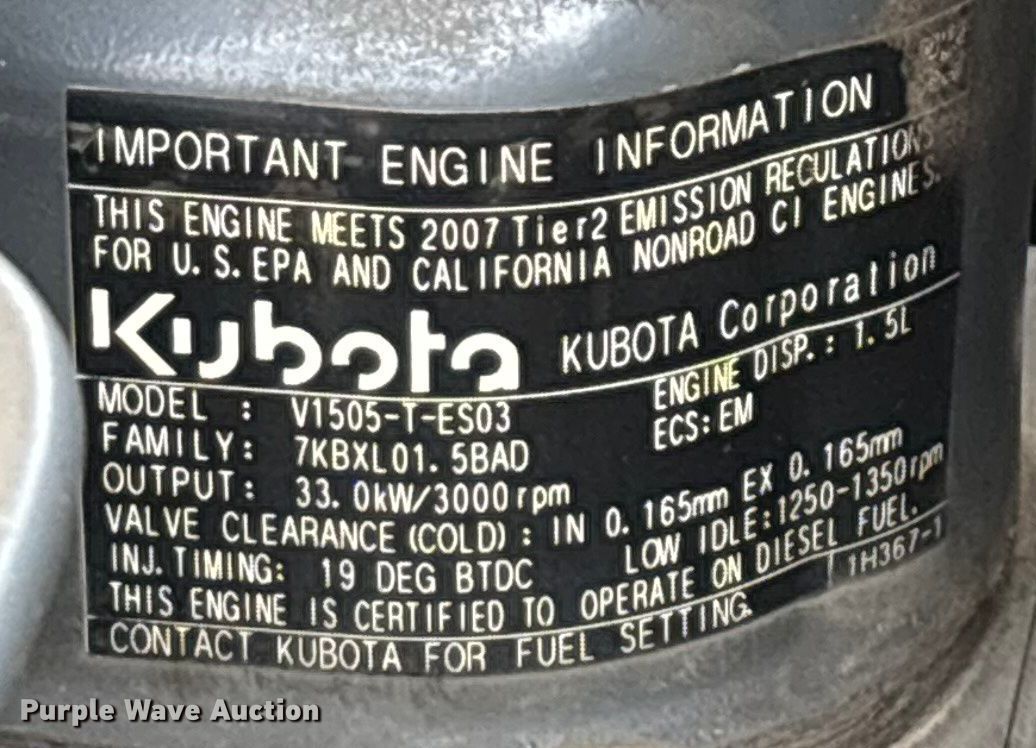 IMPORTANT ENGINE INFORMATION
THIS ENGINE MEETS 2007 Tier2 EMISSION REGULATIONS
FOR U.S.EPA AND CALIFORNIA NONROAD CI ENGINES.
Kubota KUBOTA Corporation
MODEL : V1505-T-ES03 ENGINE DISP.: 1.5L
FAMILY: 7KBXL01.5BAD ECS:EM
OUTPUT: 33.0kW/3000rpm
VALVE CLEARANCE (COLD) : IN 0.165mm EX 0.165mm
INJ.TIMING: 19 DEG BTDC LOW IDLE:1250-1350rpm
THIS ENGINE IS CERTIFIED TO OPERATE ON DIESEL FUEL.
CONTACT KUBOTA FOR FUEL SETTING. 1H367-1
Purple Wave Auction